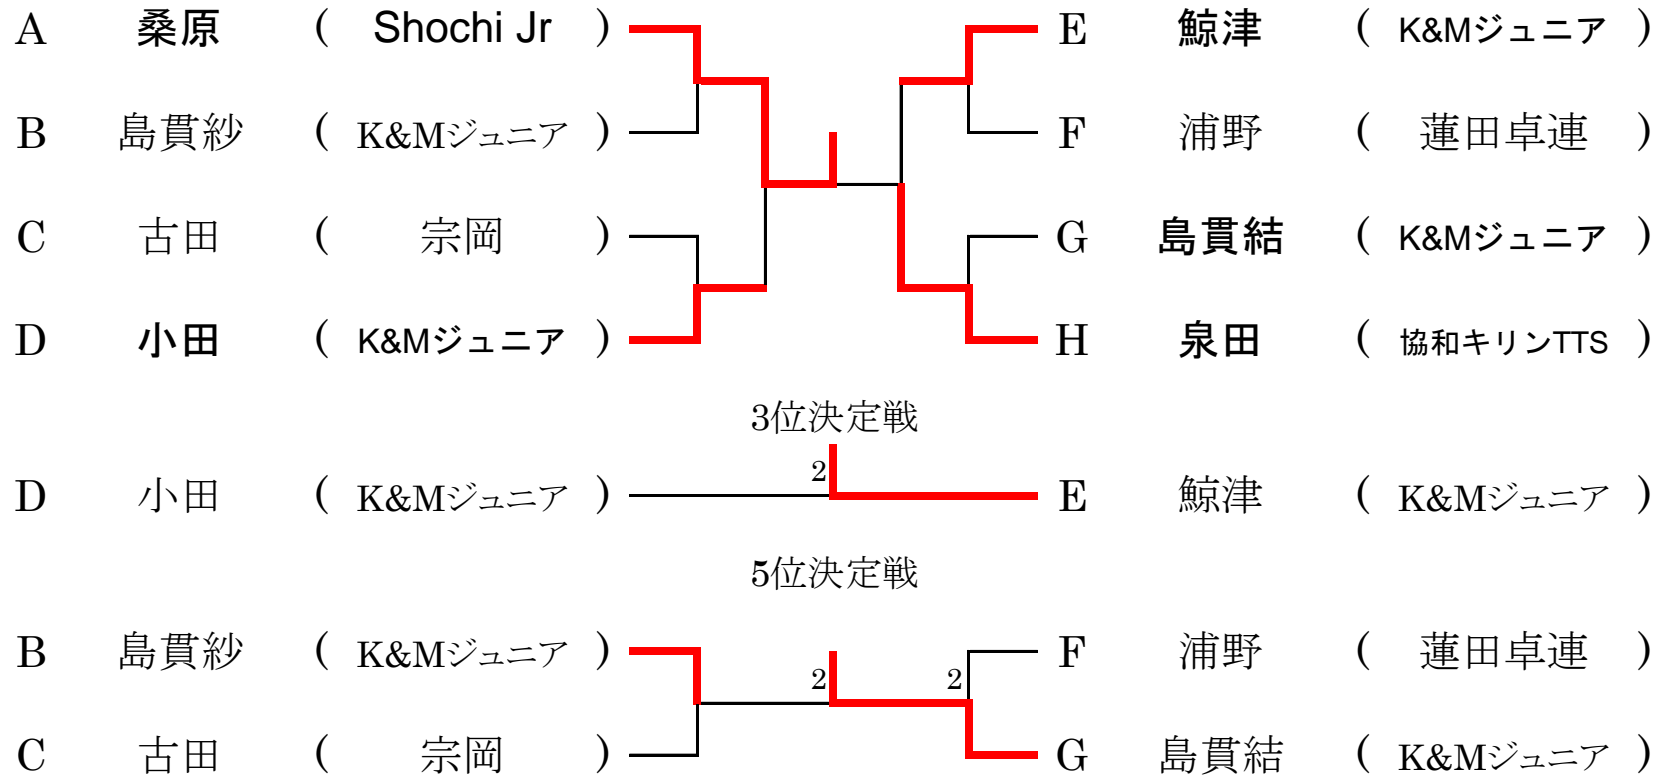 A 桑原 ( Shochi Jr ) E 鯨津 ( K&Mジュニア )
B 島貫紗 ( K&Mジュニア ) F 浦野 ( 蓮田卓連 )
C 古田 ( 宗岡 ) G 島貫結 ( K&Mジュニア )
D 小田 ( K&Mジュニア ) H 泉田 ( 協和キリンTTS )
3位決定戦
2
D 小田 ( K&Mジュニア ) E 鯨津 ( K&Mジュニア )
5位決定戦
B 島貫紗 ( K&Mジュニア ) F 浦野 ( 蓮田卓連 )
2 2
C 古田 ( 宗岡 ) G 島貫結 ( K&Mジュニア )